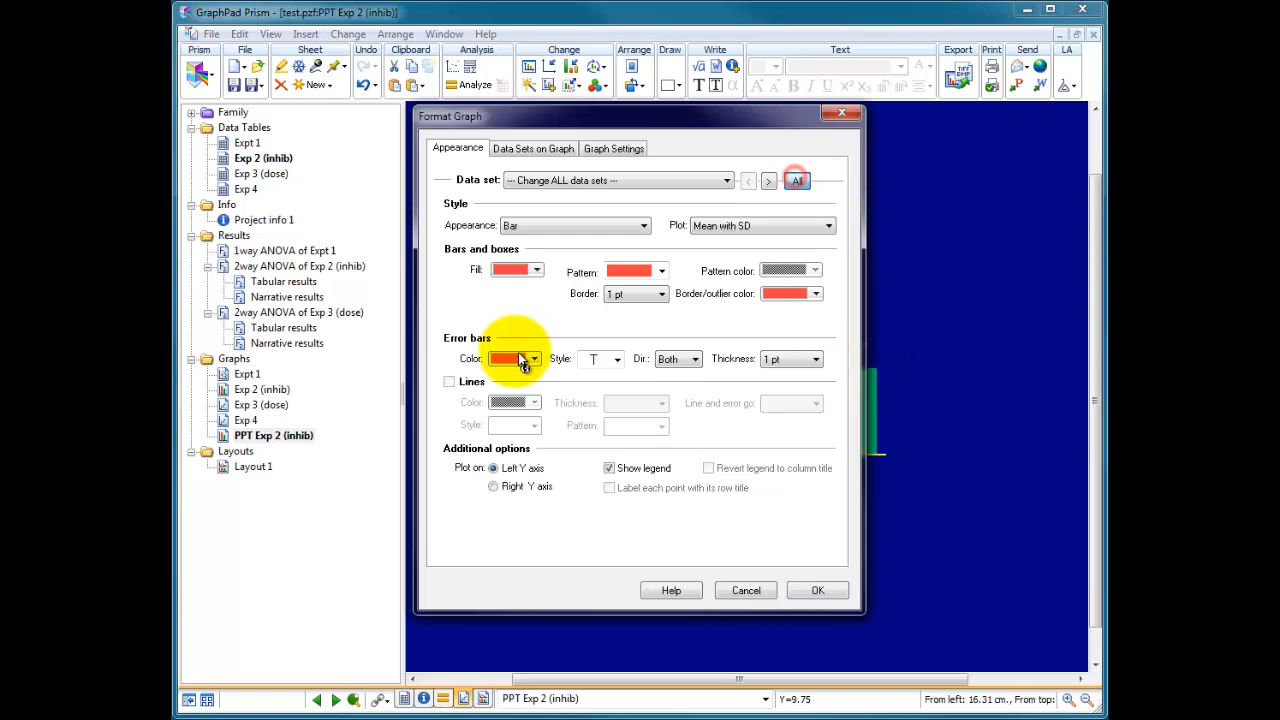 GraphPad Prism - [test.pzf:PPT Exp 2 (inhib)]
File Edit View Insert Change Arrange Window Help
Prism File Sheet Undo Clipboard Analysis Change Arrange Draw Write Text Export Print Send LA
New
Analyze
Family
Data Tables
Expt 1
Exp 2 (inhib)
Exp 3 (dose)
Exp 4
Info
Project info 1
Results
1way ANOVA of Expt 1
2way ANOVA of Exp 2 (inhib)
Tabular results
Narrative results
2way ANOVA of Exp 3 (dose)
Tabular results
Narrative results
Graphs
Expt 1
Exp 2 (inhib)
Exp 3 (dose)
Exp 4
PPT Exp 2 (inhib)
Layouts
Layout 1
Format Graph
Appearance Data Sets on Graph Graph Settings
Data set: --- Change ALL data sets --- < > All
Style
Appearance: Bar Plot: Mean with SD
Bars and boxes
Fill: Pattern: Pattern color:
Border: 1 pt Border/outlier color:
Error bars
Color: Style: Dir.: Both Thickness: 1 pt
Lines
Color: Thickness: Line and error go:
Style: Pattern:
Additional options
Plot on: Left Y axis Show legend Revert legend to column title
Right Y axis Label each point with its row title
Help Cancel OK
PPT Exp 2 (inhib) Y=9.75 From left: 16.31 cm, From top: